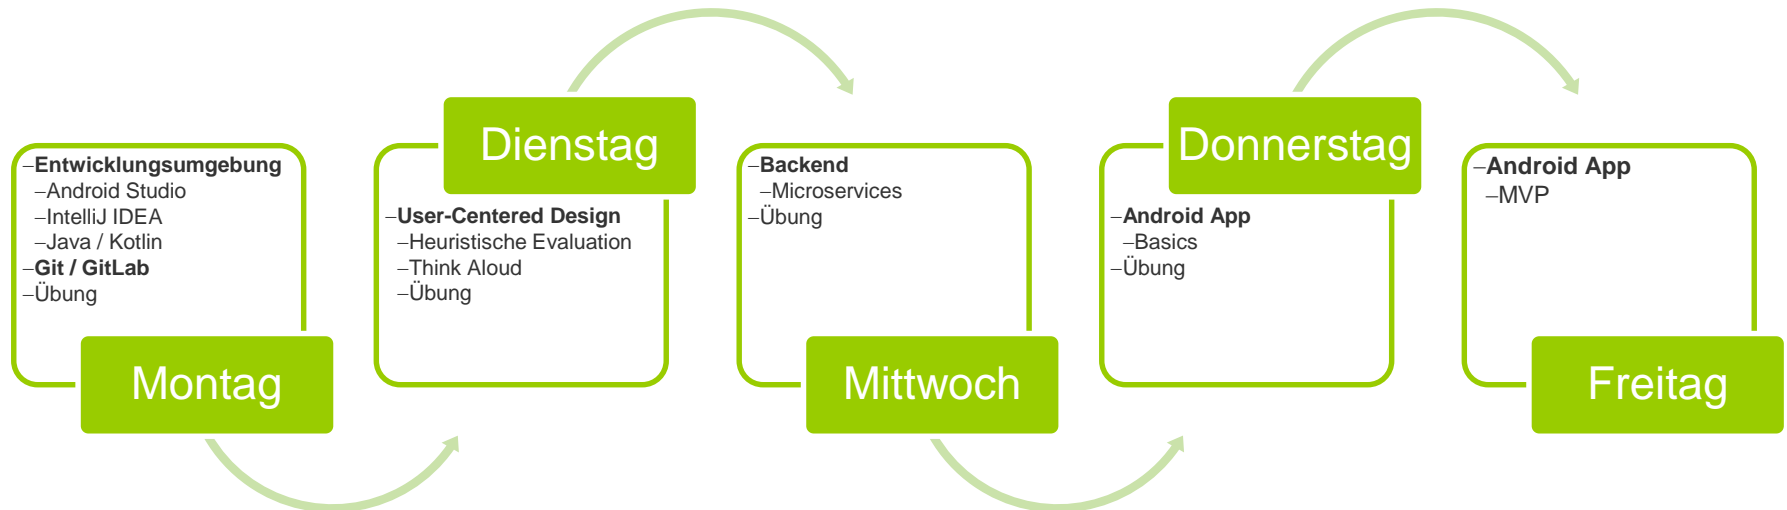 –Entwicklungsumgebung
–Android Studio
–IntelliJ IDEA
–Java / Kotlin
–Git / GitLab
–Übung
Montag
Dienstag
–User-Centered Design
–Heuristische Evaluation
–Think Aloud
–Übung
–Backend
–Microservices
–Übung
Mittwoch
Donnerstag
–Android App
–Basics
–Übung
–Android App
–MVP
Freitag